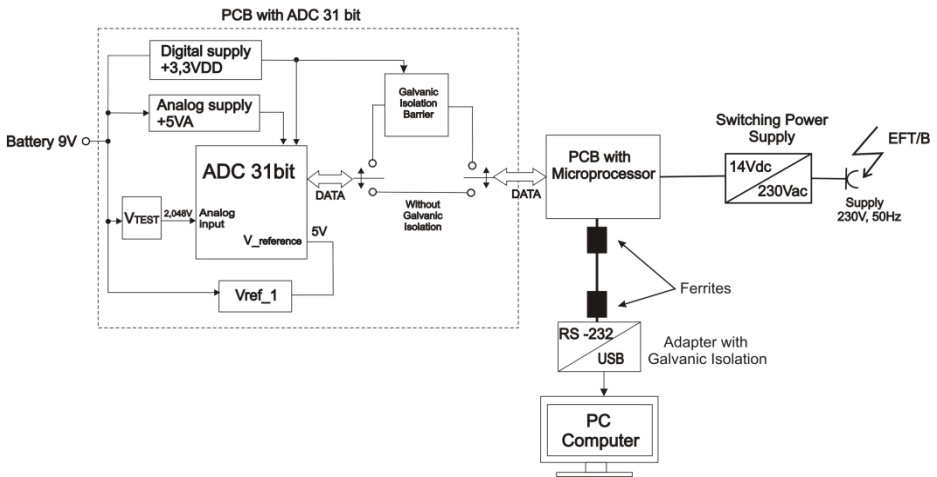 PCB with ADC 31 bit
Digital supply
+3,3VDD
Analog supply
+5VA
Battery 9V
VTEST
2,048V
ADC 31bit
Analog
input
V_reference
5V
Vref_1
DATA
Galvanic
Isolation
Barrier
Without
Galvanic
Isolation
DATA
PCB with
Microprocessor
Switching Power
Supply
14Vdc
230Vac
EFT/B
Supply
230V, 50Hz
Ferrites
RS -232
USB
Adapter with
Galvanic Isolation
PC
Computer